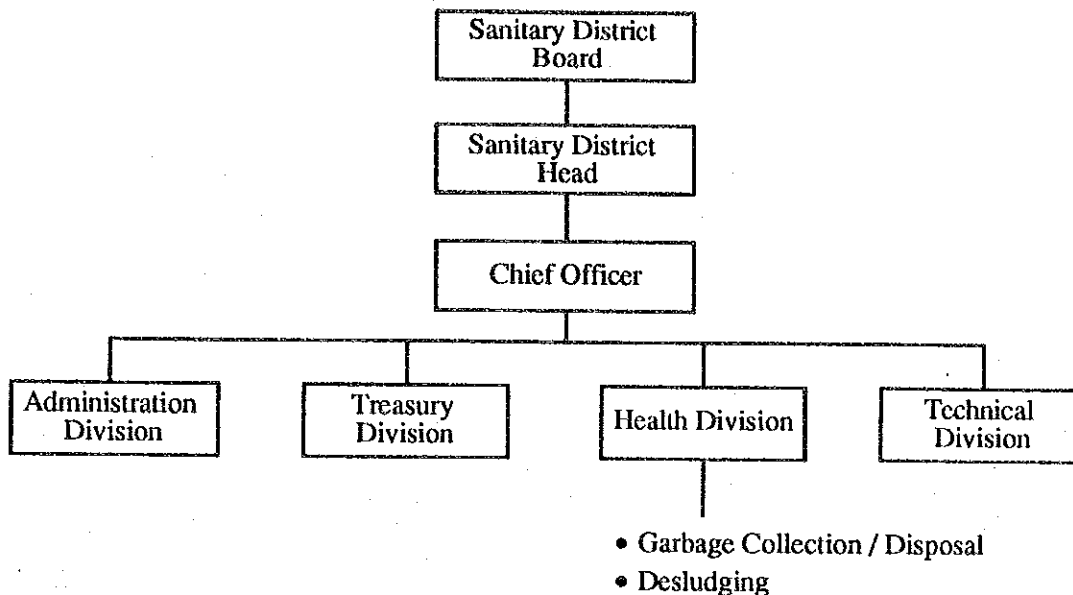 Sanitary District
Board
Sanitary District
Head
Chief Officer
Administration
Division
Treasury
Division
Health Division
Technical
Division
• Garbage Collection / Disposal
• Desludging